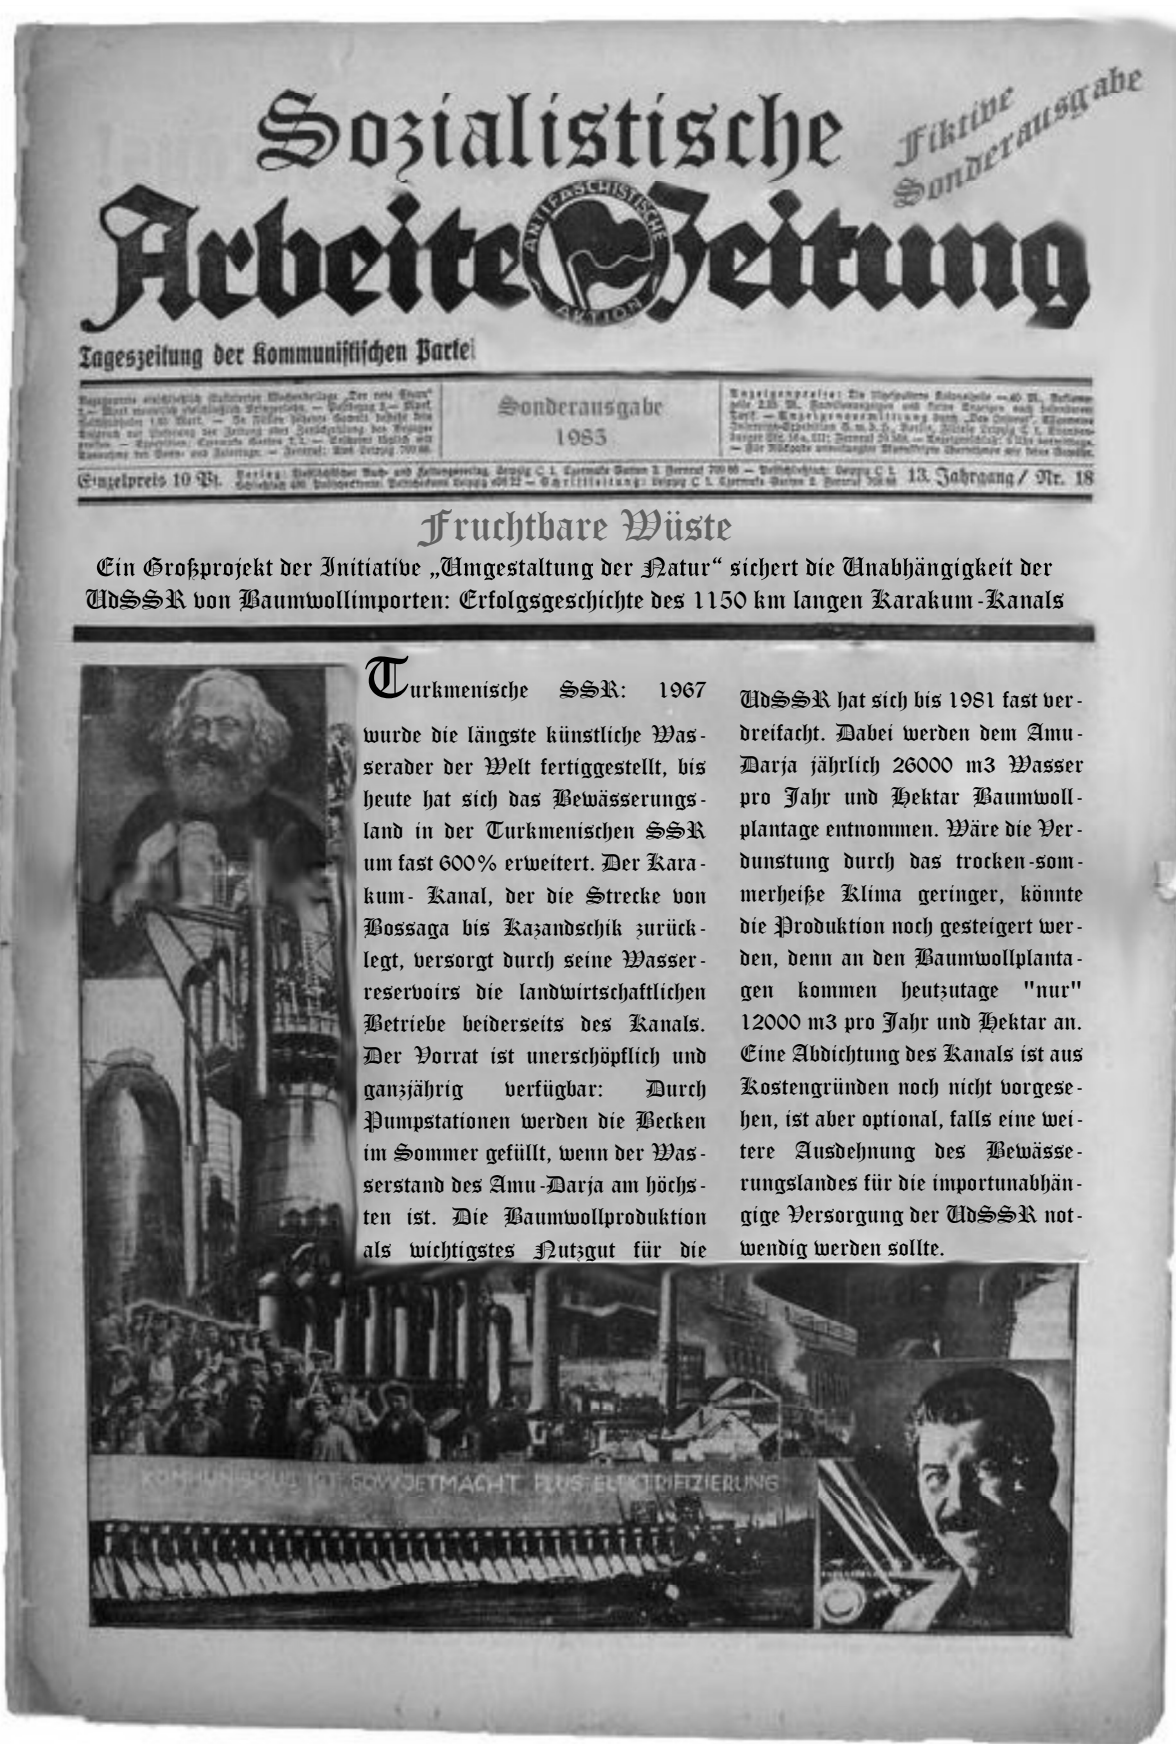 Fiktive
Sonderausgabe
Sozialistische
Arbeite Zeitung
ANTIFASCHISTISCHE
AKTION
Tageszeitung der Kommunistischen Partei
Sonderausgabe
1985
Einzelpreis 10 Pf.
13. Jahrgang / Nr. 18
Fruchtbare Wüste
Ein Großprojekt der Initiative „Umgestaltung der Natur“ sichert die Unabhängigkeit der
UdSSR von Baumwollimporten: Erfolgsgeschichte des 1150 km langen Karakum-Kanals
Turkmenische SSR: 1967
wurde die längste künstliche Was-
serader der Welt fertiggestellt, bis
heute hat sich das Bewässerungs-
land in der Turkmenischen SSR
um fast 600% erweitert. Der Kara-
kum- Kanal, der die Strecke von
Bossaga bis Kazandschik zurück-
legt, versorgt durch seine Wasser-
reservoirs die landwirtschaftlichen
Betriebe beiderseits des Kanals.
Der Vorrat ist unerschöpflich und
ganzjährig verfügbar: Durch
Pumpstationen werden die Becken
im Sommer gefüllt, wenn der Was-
serstand des Amu-Darja am höchs-
ten ist. Die Baumwollproduktion
als wichtigstes Nutzgut für die
UdSSR hat sich bis 1981 fast ver-
dreifacht. Dabei werden dem Amu-
Darja jährlich 26000 m3 Wasser
pro Jahr und Hektar Baumwoll-
plantage entnommen. Wäre die Ver-
dunstung durch das trocken-som-
merheiße Klima geringer, könnte
die Produktion noch gesteigert wer-
den, denn an den Baumwollplanta-
gen kommen heutzutage "nur"
12000 m3 pro Jahr und Hektar an.
Eine Abdichtung des Kanals ist aus
Kostengründen noch nicht vorgese-
hen, ist aber optional, falls eine wei-
tere Ausdehnung des Bewässe-
rungslandes für die importunabhän-
gige Versorgung der UdSSR not-
wendig werden sollte.
KOMMUNISMUS IST SOWJETMACHT PLUS ELEKTRIFIZIERUNG